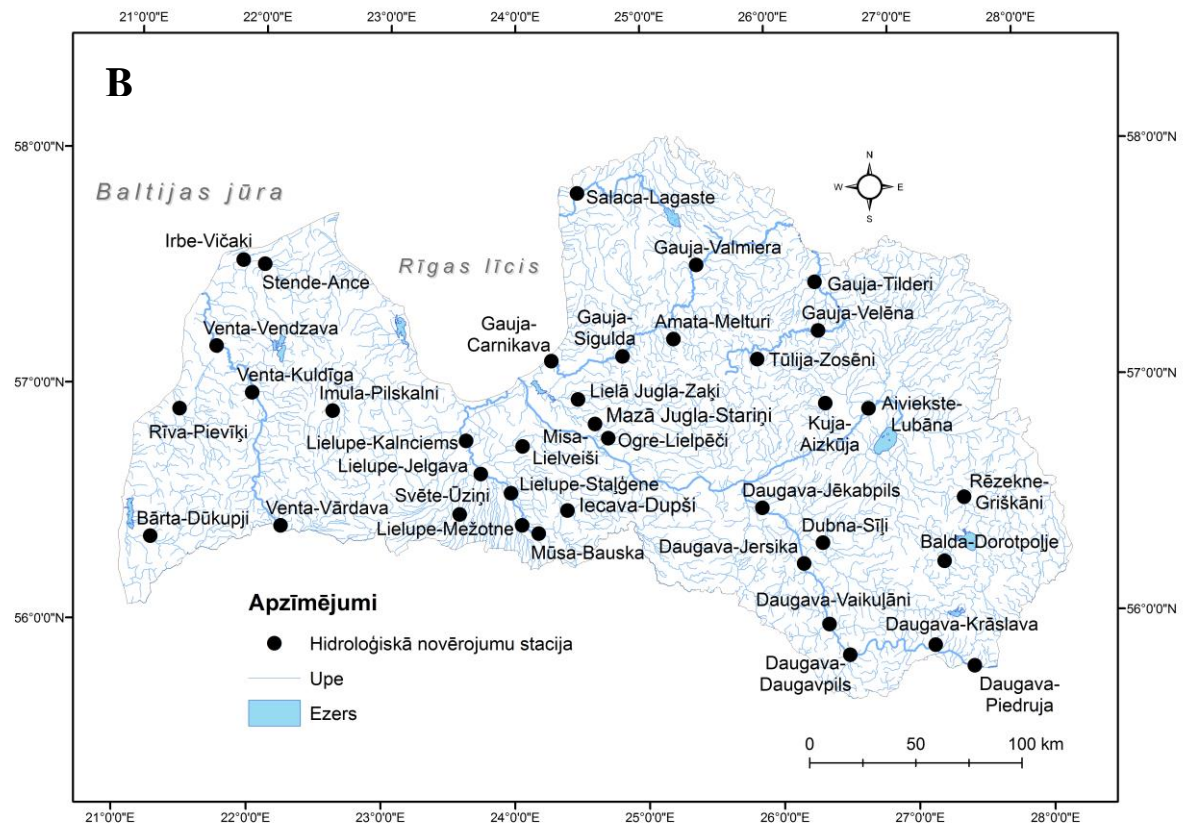 21°0'0"E 22°0'0"E 23°0'0"E 24°0'0"E 25°0'0"E 26°0'0"E 27°0'0"E 28°0'0"E
B
58°0'0"N
58°0'0"N
N
W E
S
Baltijas jūra
Salaca-Lagaste
Irbe-Vičaki
Stende-Ance
Rīgas līcis
Gauja-Valmiera
Gauja-Tilderi
Gauja-Velēna
Venta-Vendzava
Gauja-
Carnikava
Gauja-
Sigulda
Amata-Melturi
Tūlija-Zosēni
57°0'0"N
57°0'0"N
Venta-Kuldīga
Imula-Pilskalni
Lielā Jugla-Zaķi
Mazā Jugla-Stariņi
Ogre-Lielpēči
Kuja-
Aizkūja
Aiviekste-
Lubāna
Rīva-Pievīķi
Lielupe-Kalnciems
Misa-
Lielveiši
Lielupe-Jelgava
Lielupe-Staļģene
Svēte-Ūziņi
Iecava-Dupši
Daugava-Jēkabpils
Rēzekne-
Griškāni
Bārta-Dūkupji
Venta-Vārdava
Lielupe-Mežotne
Mūsa-Bauska
Dubna-Sīļi
Daugava-Jersika
Balda-Dorotpoļje
56°0'0"N
56°0'0"N
Daugava-Vaikuļāni
Daugava-Krāslava
Daugava-
Daugavpils
Daugava-
Piedruja
Apzīmējumi
Hidroloģiskā novērojumu stacija
Upe
Ezers
0 50 100 km
21°0'0"E 22°0'0"E 23°0'0"E 24°0'0"E 25°0'0"E 26°0'0"E 27°0'0"E 28°0'0"E